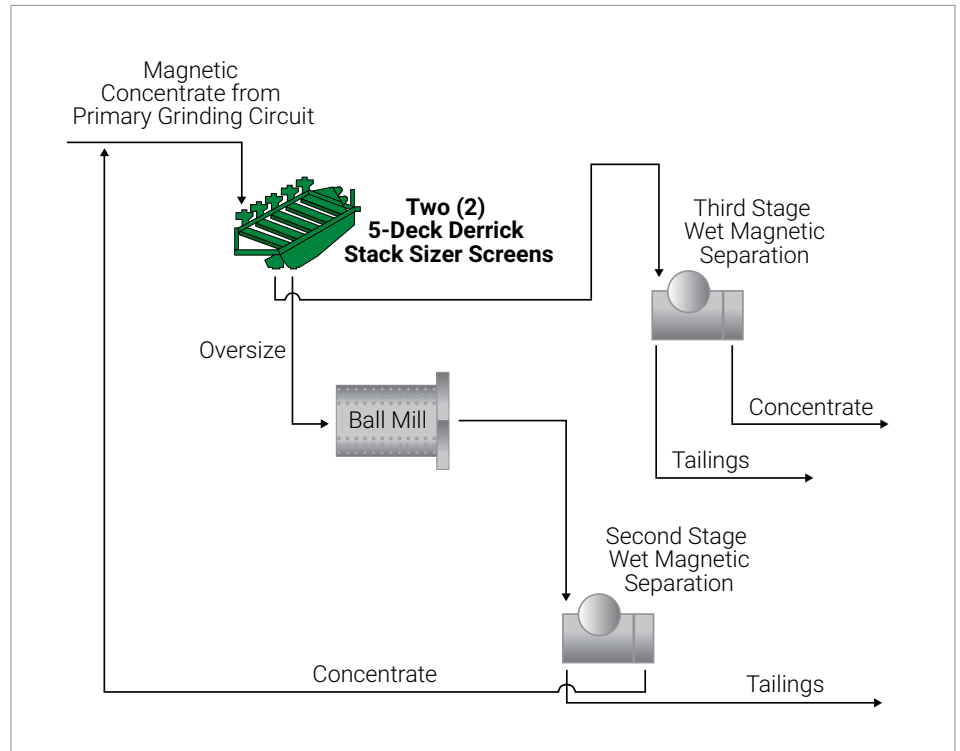 Magnetic
Concentrate from
Primary Grinding Circuit
Two (2)
5-Deck Derrick
Stack Sizer Screens
Third Stage
Wet Magnetic
Separation
Oversize
Ball Mill
Concentrate
Tailings
Second Stage
Wet Magnetic
Separation
Concentrate
Tailings